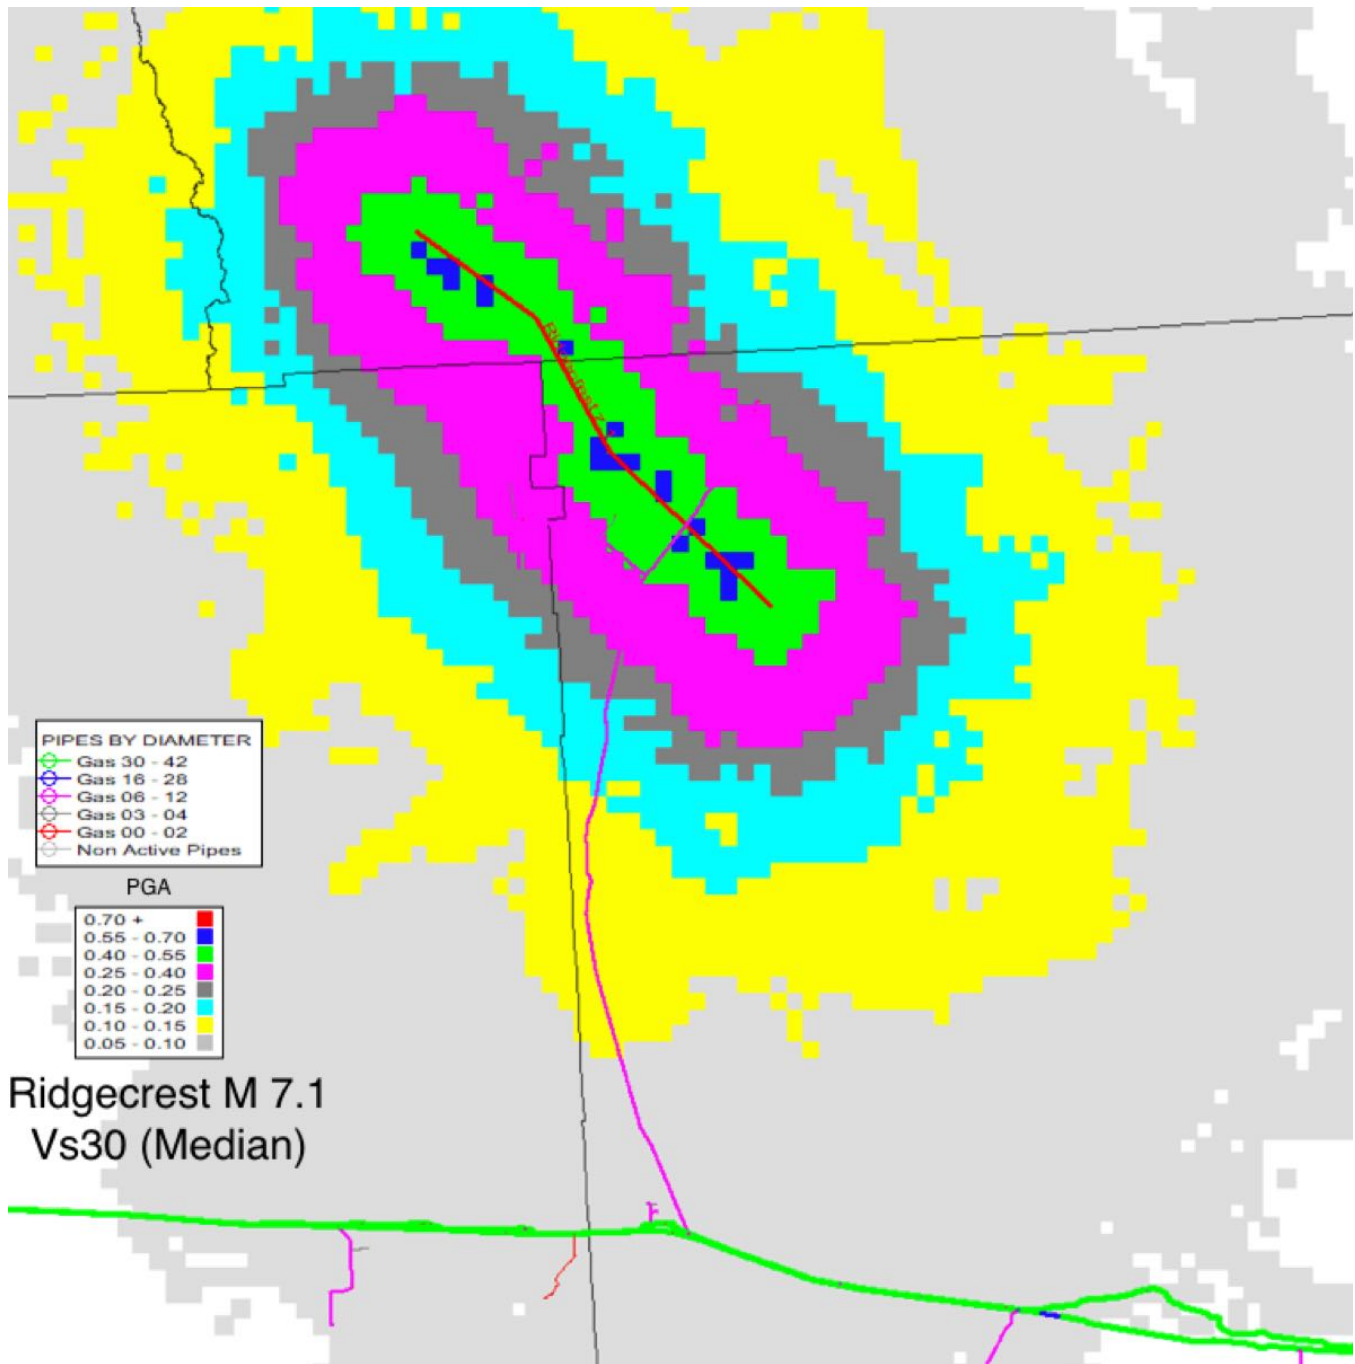 PIPES BY DIAMETER
Gas 30 - 42
Gas 16 - 28
Gas 06 - 12
Gas 03 - 04
Gas 00 - 02
Non Active Pipes
PGA
0.70 +
0.55 - 0.70
0.40 - 0.55
0.25 - 0.40
0.20 - 0.25
0.15 - 0.20
0.10 - 0.15
0.05 - 0.10
Ridgecrest M 7.1
Vs30 (Median)